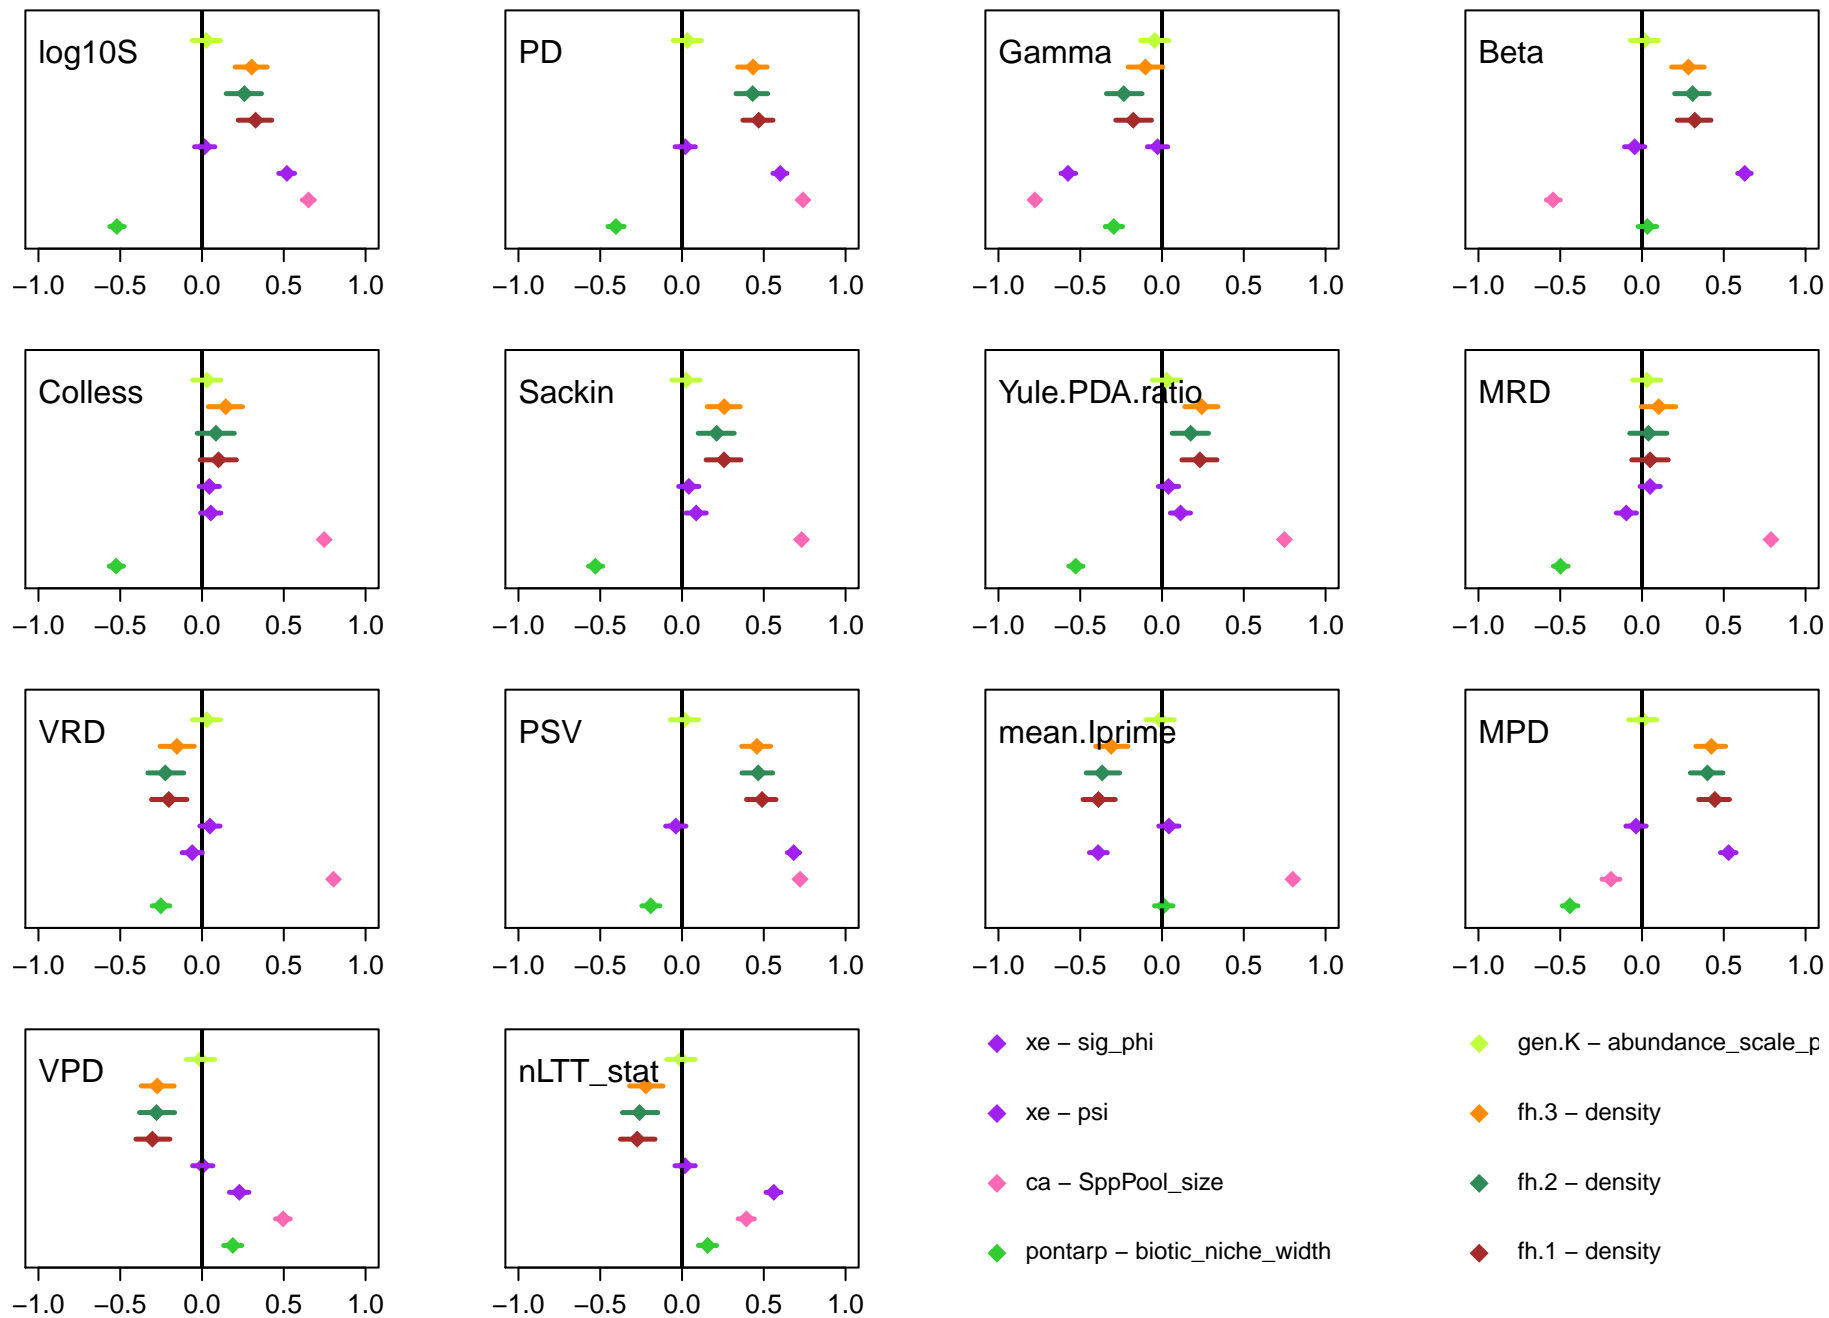 log10S
PD
Gamma
Beta
−1.0 −0.5 0.0 0.5 1.0
−1.0 −0.5 0.0 0.5 1.0
−1.0 −0.5 0.0 0.5 1.0
−1.0 −0.5 0.0 0.5 1.0
Colless
Sackin
Yule.PDA.ratio
MRD
−1.0 −0.5 0.0 0.5 1.0
−1.0 −0.5 0.0 0.5 1.0
−1.0 −0.5 0.0 0.5 1.0
−1.0 −0.5 0.0 0.5 1.0
VRD
PSV
mean.Iprime
MPD
−1.0 −0.5 0.0 0.5 1.0
−1.0 −0.5 0.0 0.5 1.0
−1.0 −0.5 0.0 0.5 1.0
−1.0 −0.5 0.0 0.5 1.0
VPD
nLTT_stat
−1.0 −0.5 0.0 0.5 1.0
−1.0 −0.5 0.0 0.5 1.0
xe − sig_phi
xe − psi
ca − SppPool_size
pontarp − biotic_niche_width
gen.K − abundance_scale_p
fh.3 − density
fh.2 − density
fh.1 − density